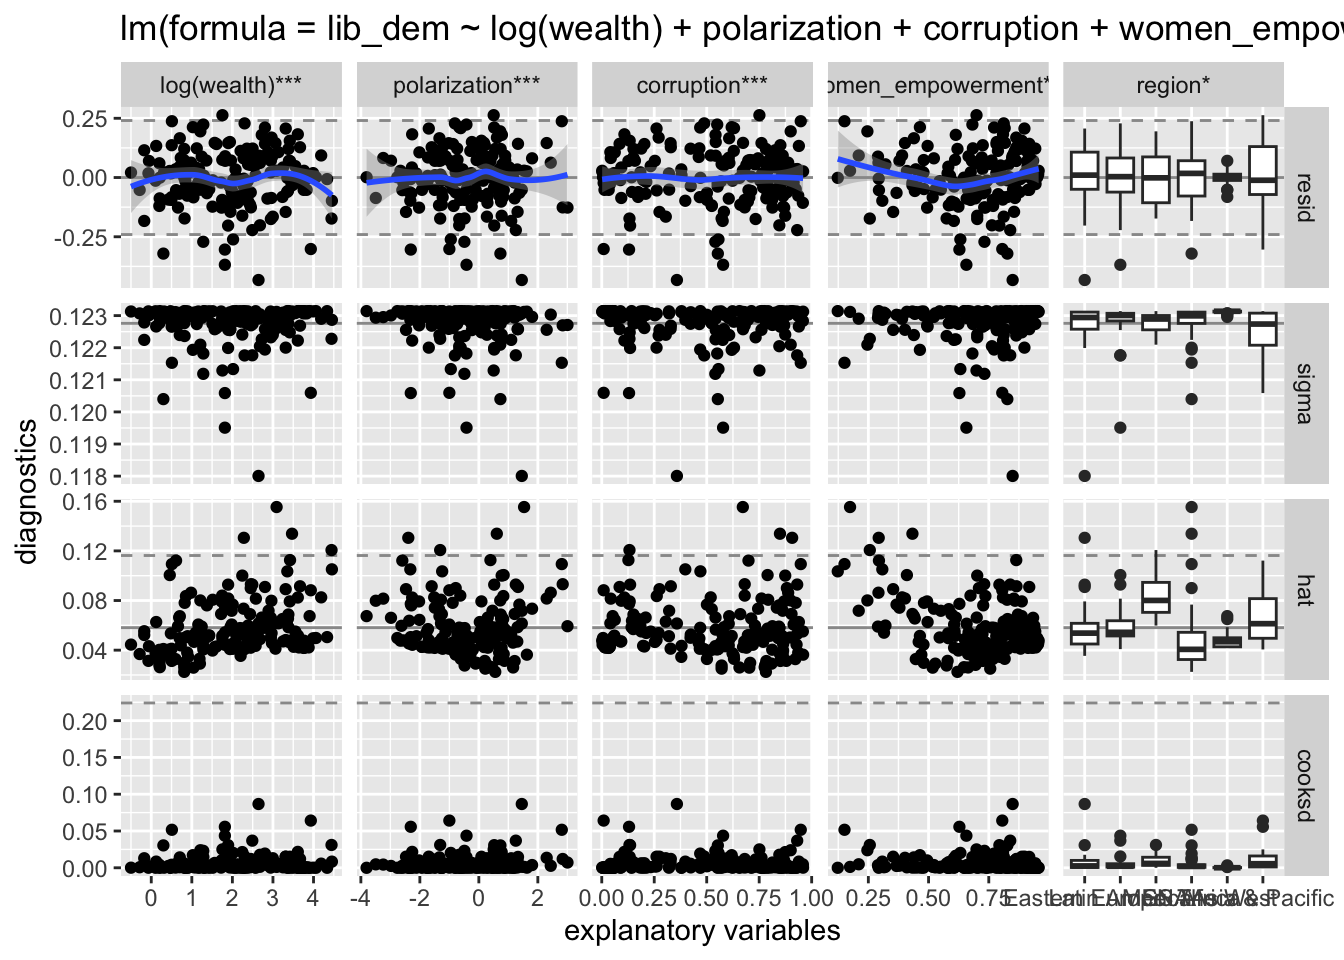 lm(formula = lib_dem ~ log(wealth) + polarization + corruption + women_empow
log(wealth)*** polarization*** corruption*** omen_empowerment* region*
0.25
0.00
-0.25
resid
0.123
0.122
0.121
0.120
0.119
0.118
sigma
0.16
0.12
0.08
0.04
hat
0.20
0.15
0.10
0.05
0.00
cooksd
diagnostics
0 1 2 3 4 -4 -2 0 2 0.00 0.25 0.50 0.75 1.00 0.25 0.50 0.75 Eastern Pacific
explanatory variables